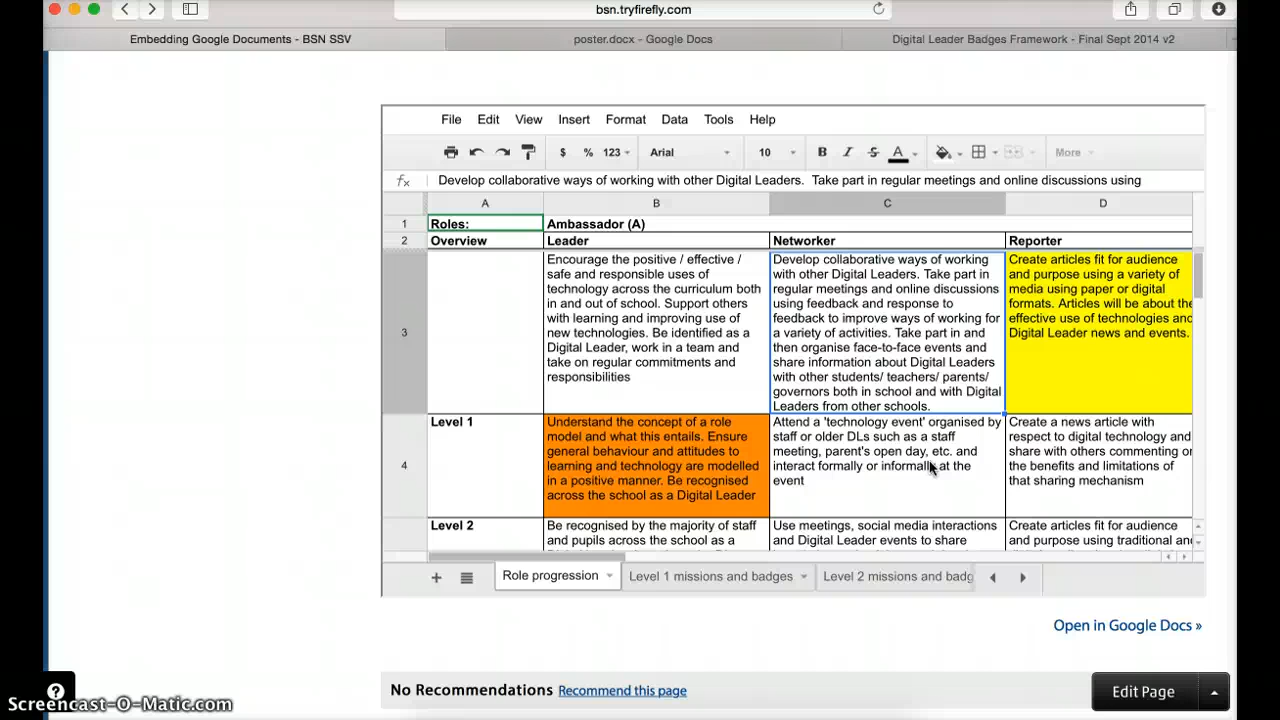 bsn.tryfirefly.com
Embedding Google Documents - BSN SSV
poster.docx - Google Docs
Digital Leader Badges Framework - Final Sept 2014 v2
File Edit View Insert Format Data Tools Help
$ % 123 Arial 10 B I S A More
fx Develop collaborative ways of working with other Digital Leaders. Take part in regular meetings and online discussions using
A B C D
1 Roles: Ambassador (A)
2 Overview Leader Networker Reporter
3
Encourage the positive / effective /
safe and responsible uses of
technology across the curriculum both
in and out of school. Support others
with learning and improving use of
new technologies. Be identified as a
Digital Leader, work in a team and
take on regular commitments and
responsibilities
Develop collaborative ways of working
with other Digital Leaders. Take part in
regular meetings and online discussions
using feedback and response to
feedback to improve ways of working for
a variety of activities. Take part in and
then organise face-to-face events and
share information about Digital Leaders
with other students/ teachers/ parents/
governors both in school and with Digital
Leaders from other schools.
Create articles fit for audience
and purpose using a variety of
media using paper or digital
formats. Articles will be about the
effective use of technologies and
Digital Leader news and events.
4
Level 1
Understand the concept of a role
model and what this entails. Ensure
general behaviour and attitudes to
learning and technology are modelled
in a positive manner. Be recognised
across the school as a Digital Leader
Attend a 'technology event' organised by
staff or older DLs such as a staff
meeting, parent's open day, etc. and
interact formally or informally at the
event
Create a news article with
respect to digital technology and
share with others commenting on
the benefits and limitations of
that sharing mechanism
Level 2
Be recognised by the majority of staff
and pupils across the school as a
Use meetings, social media interactions
and Digital Leader events to share
Create articles fit for audience
and purpose using traditional and
+ Role progression Level 1 missions and badges Level 2 missions and badg
Open in Google Docs »
No Recommendations Recommend this page
Edit Page
?
Screencast-O-Matic.com